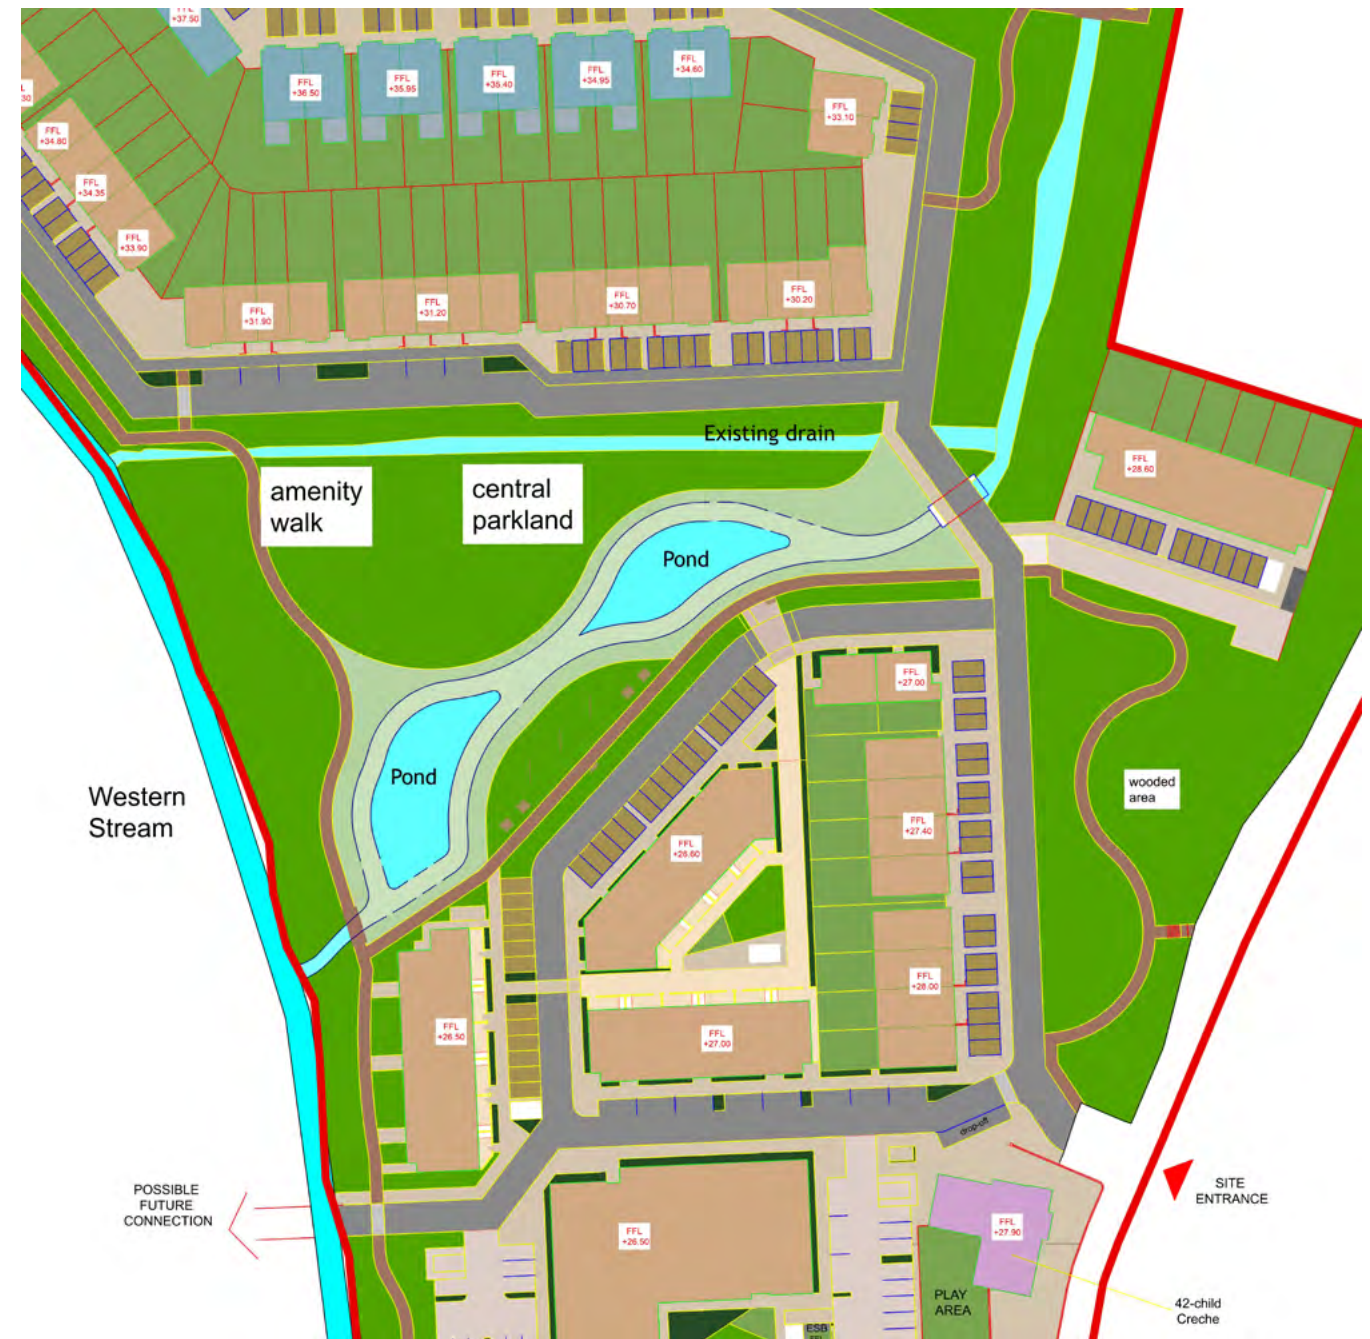 FFL
+37.50
FFL
+36.50
FFL
+35.95
FFL
+35.40
FFL
+34.95
FFL
+34.60
FFL
+33.10
.30
FFL
+34.80
FFL
+34.35
FFL
+33.90
FFL
+31.90
FFL
+31.20
FFL
+30.70
FFL
+30.20
Existing drain
FFL
+28.60
amenity
walk
central
parkland
Pond
FFL
+27.00
Pond
wooded
area
Western
Stream
FFL
+26.60
FFL
+27.40
FFL
+28.00
FFL
+26.50
FFL
+27.00
drop-off
POSSIBLE
FUTURE
CONNECTION
SITE
ENTRANCE
FFL
+26.50
FFL
+27.90
PLAY
AREA
42-child
Creche
ESB